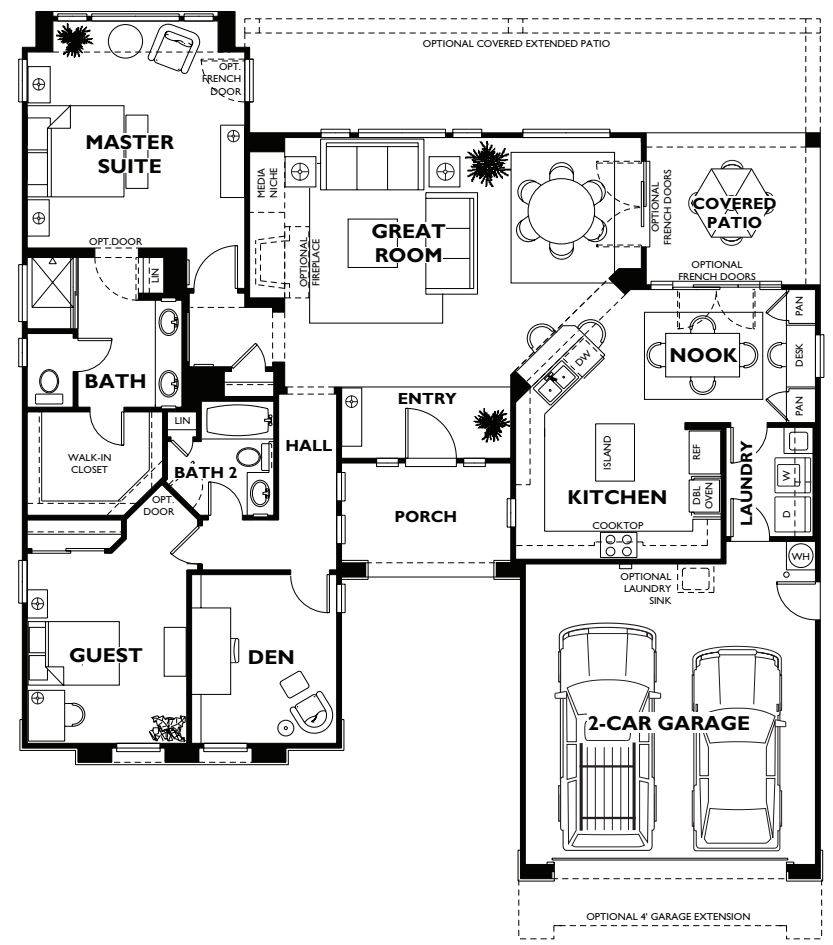 OPTIONAL COVERED EXTENDED PATIO
OPT.
FRENCH
DOOR
MASTER
SUITE
MEDIA
NICHE
GREAT
ROOM
OPTIONAL
FIREPLACE
OPTIONAL
FRENCH DOORS
COVERED
PATIO
OPT.DOOR
LIN
OPTIONAL
FRENCH DOORS
PAN
DESK
PAN
NOOK
DW
BATH
ENTRY
HALL
LIN
WALK-IN
CLOSET
BATH 2
OPT.
DOOR
PORCH
ISLAND
REF
DBL
OVEN
KITCHEN
COOKTOP
LAUNDRY
W
D
WH
OPTIONAL
LAUNDRY
SINK
GUEST
DEN
2-CAR GARAGE
OPTIONAL 4' GARAGE EXTENSION